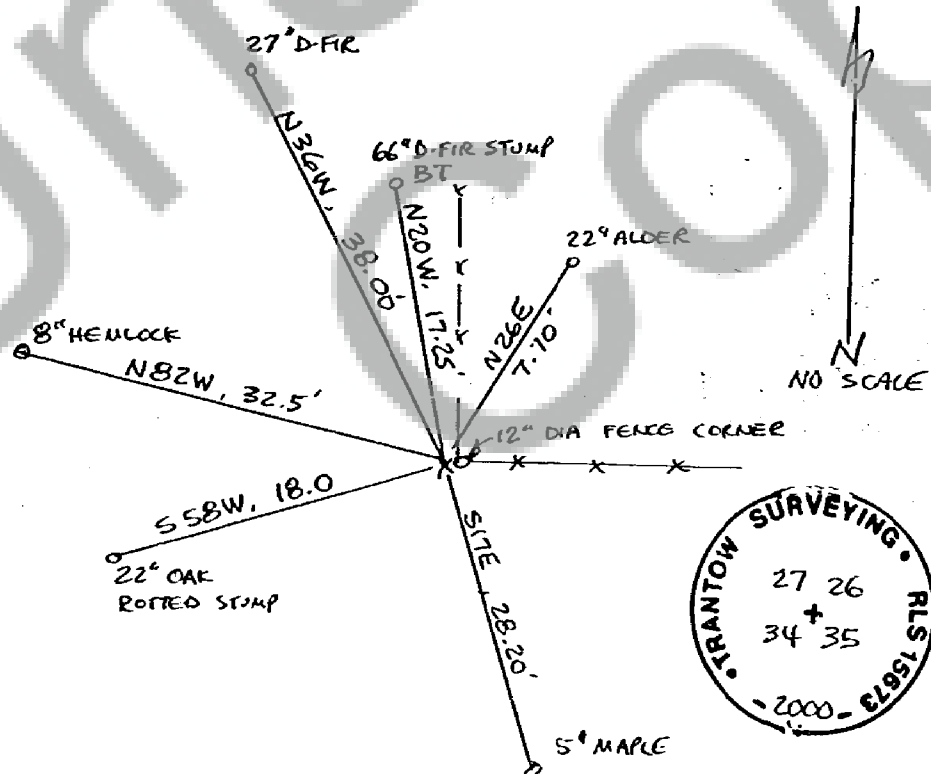 27" D-FIR
N36W, 38.00'
66" D-FIR STUMP
BT
N20W, 17.25'
22" ALDER
N26E
7.70'
8" HEMLOCK
N82W, 32.5'
N
NO SCALE
12" DIA FENCE CORNER
S58W, 18.0
22" OAK
ROTTED STUMP
S17E, 28.20'
5" MAPLE
• TRANTOW SURVEYING • RLS 15673
27 26
+
34 35
- 2000 -